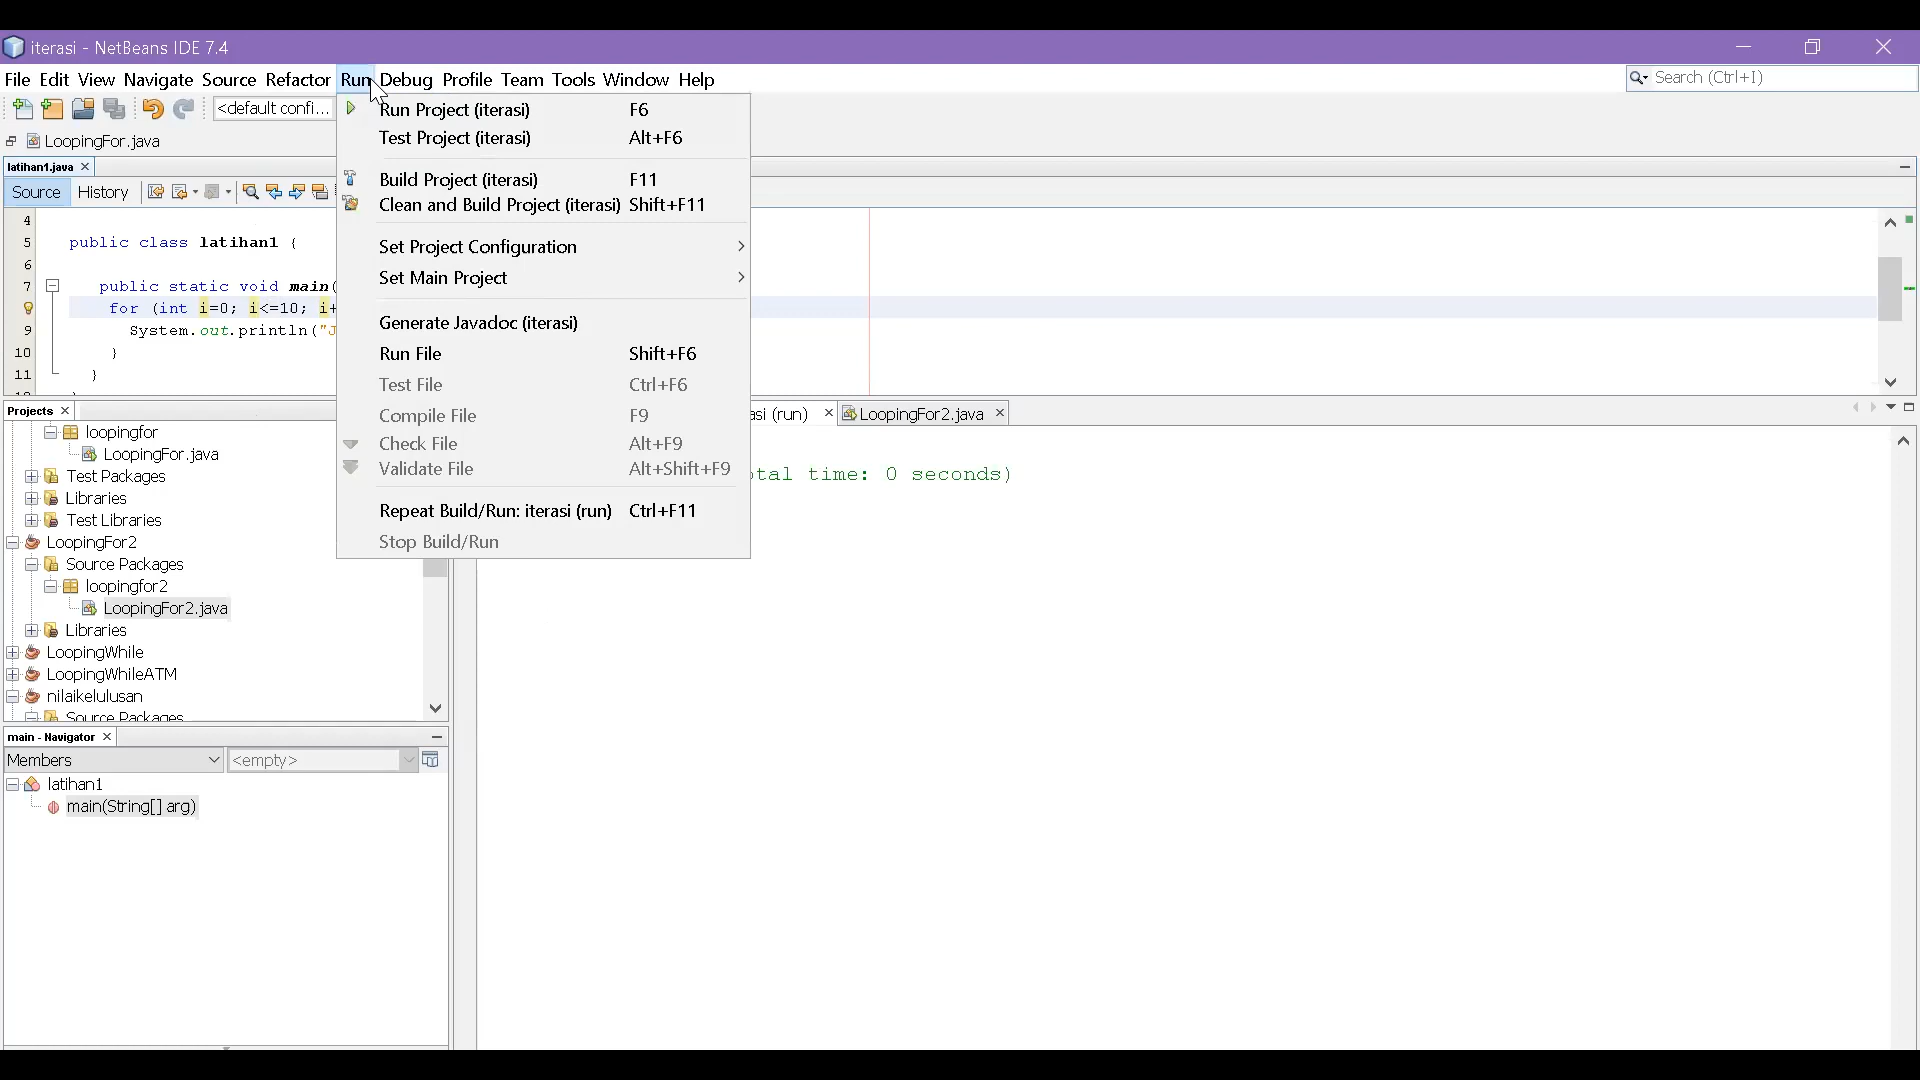 iterasi - NetBeans IDE 7.4
File Edit View Navigate Source Refactor Run Debug Profile Team Tools Window Help
Search (Ctrl+I)
<default confi...
LoopingFor.java
latihan1.java
Source History
4
5 public class latihan1 {
6
7 public static void main(
for (int i=0; i<=10; i+
9 System.out.println("J
10 }
11 }
Run Project (iterasi) F6
Test Project (iterasi) Alt+F6
Build Project (iterasi) F11
Clean and Build Project (iterasi) Shift+F11
Set Project Configuration
Set Main Project
Generate Javadoc (iterasi)
Run File Shift+F6
Test File Ctrl+F6
Compile File F9
Check File Alt+F9
Validate File Alt+Shift+F9
Repeat Build/Run: iterasi (run) Ctrl+F11
Stop Build/Run
Projects
loopingfor
LoopingFor.java
Test Packages
Libraries
Test Libraries
LoopingFor2
Source Packages
loopingfor2
LoopingFor2.java
Libraries
LoopingWhile
LoopingWhileATM
nilaikelulusan
Source Packages
asi (run)
LoopingFor2.java
otal time: 0 seconds)
main - Navigator
Members
<empty>
latihan1
main(String[] arg)